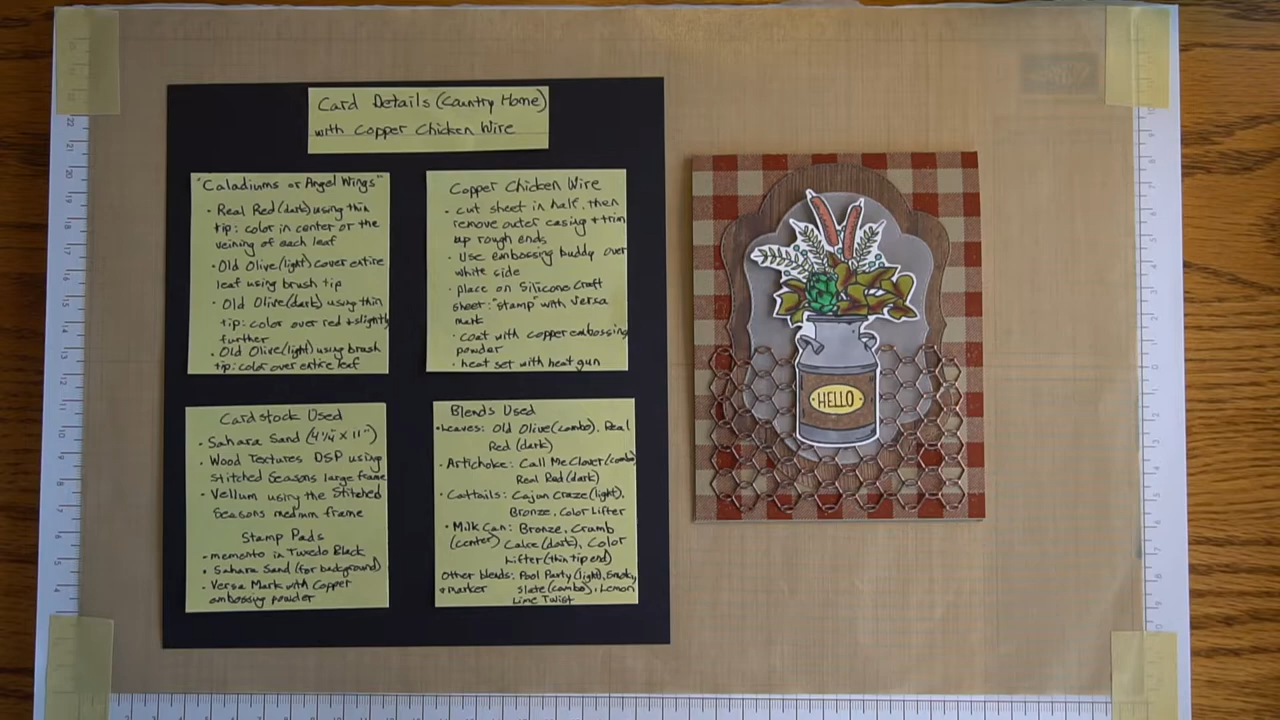 Card Details (Country Home)
with Copper Chicken Wire
"Caladiums or Angel Wings"
• Real Red (dark) using thin
tip: color in center or the
veining of each leaf
• Old Olive (light) cover entire
leaf using brush tip
• Old Olive (dark) using thin
tip: color over red + slightly
further
• Old Olive (light) using brush
tip: color over entire leaf
Copper Chicken Wire
• cut sheet in half, then
remove outer casing + trim
up rough ends
• Use embossing buddy over
white side
• place on Silicone Craft
sheet: "stamp" with Versa
mark
• coat with copper embossing
powder
• heat set with heat gun
Cardstock Used
• Sahara Sand (4 1/4" x 11")
• Wood Textures DSP using
Stitched Seasons large frame
• Vellum using the Stitched
Seasons medium frame
Stamp Pads
• memento in Tuxedo Black
• Sahara Sand (for background)
• Versa Mark with Copper
embossing powder
Blends Used
• Leaves: Old Olive (combo), Real
Red (dark)
• Artichoke: Call Me Clover (combo)
Real Red (dark)
• Cattails: Cajun Craze (light),
Bronze, Color Lifter
• Milk Can: Bronze, Crumb
(center) Cake (dark), Color
Lifter (thin tip end)
Other blends: Pool Party (light), Smoky
+ marker Slate (combo), Lemon
Lime Twist
HELLO